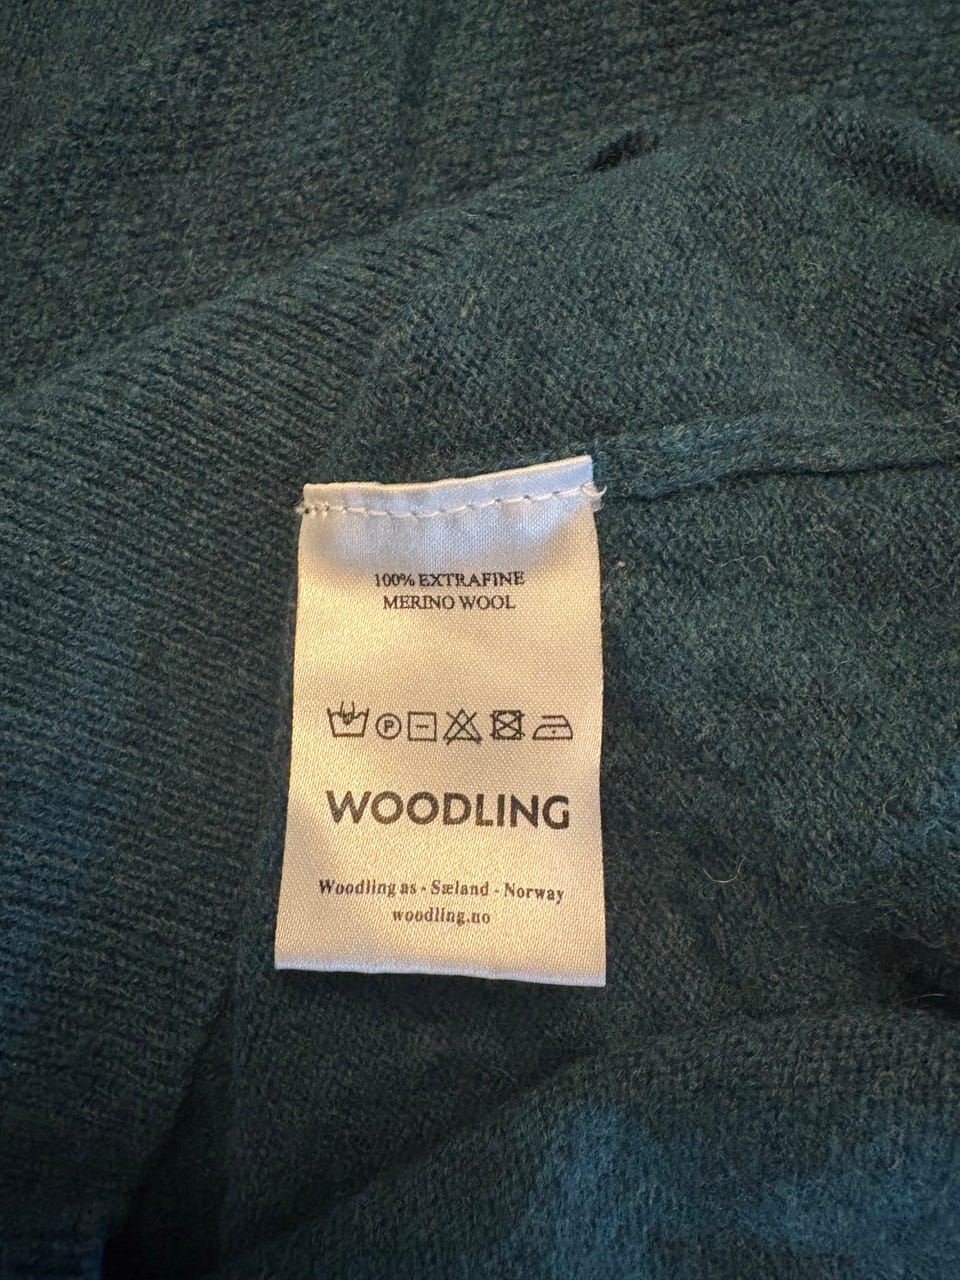 100% EXTRAFINE
MERINO WOOL
P
WOODLING
Woodling as - Sæland - Norway
woodling.no